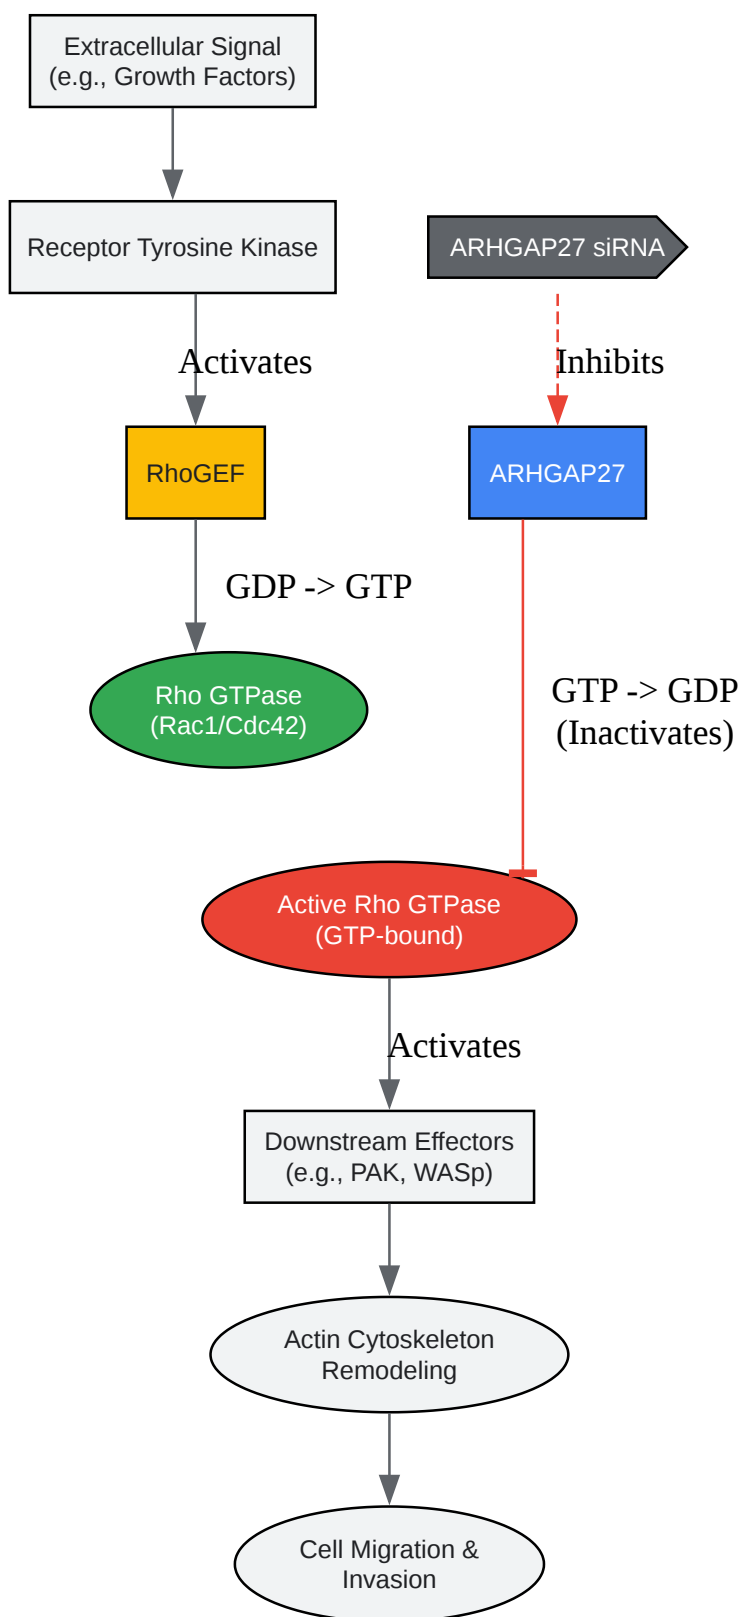 Extracellular Signal
(e.g., Growth Factors)
Receptor Tyrosine Kinase
ARHGAP27 siRNA
Activates
Inhibits
RhoGEF
ARHGAP27
GDP -> GTP
Rho GTPase
(Rac1/Cdc42)
GTP -> GDP
(Inactivates)
Active Rho GTPase
(GTP-bound)
Activates
Downstream Effectors
(e.g., PAK, WASp)
Actin Cytoskeleton
Remodeling
Cell Migration &
Invasion